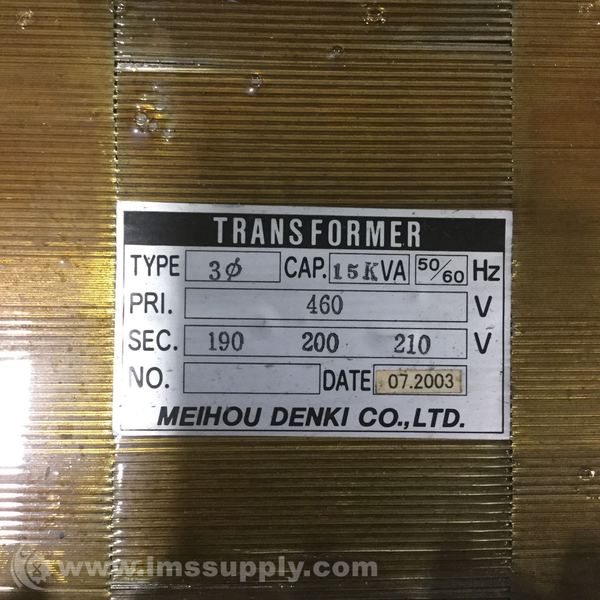 TRANSFORMER
TYPE 3ϕ CAP. 15KVA 50/60 Hz
PRI. 460 V
SEC. 190 200 210 V
NO. DATE 07.2003
MEIHOU DENKI CO.,LTD.
www.imssupply.com